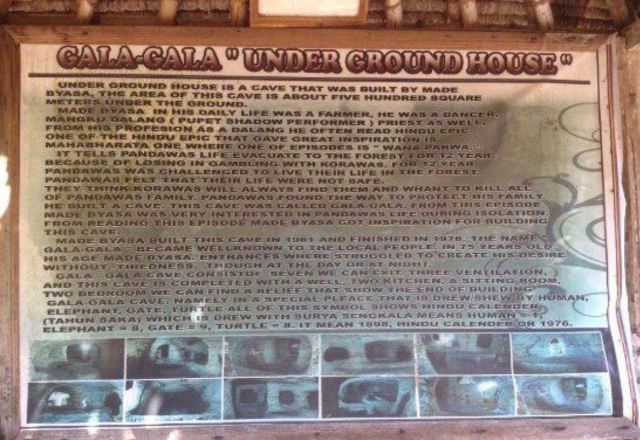 GALA-GALA "UNDER GROUND HOUSE"
UNDER GROUND HOUSE IS A CAVE THAT WAS BUILT BY MADE
BYASA, THE AREA OF THIS CAVE IS ABOUT FIVE HUNDRED SQUARE
METERS UNDER THE GROUND.
MADE BYASA IN HIS DAILY LIFE WAS A FARMER, HE WAS A DANCER,
MANGKU DALANG ( PUPET SHADOW PERFORMER ) PRIEST AS WELL.
FROM HIS PROFESION AS A DALANG HE OFTEN READ HINDU EPIC
ONE OF THE HINDU EPIC THAT GAVE GREAT INSPIRATION IS
MAHABHARATA ONE WHERE ONE OF EPISODES IS " WANA PARWA."
IT TELLS PANDAWAS LIFE EVACUATE TO THE FOREST FOR 12 YEAR
BECAUSE OF LOSING IN GAMBLING WITH KORAWAS. FOR 12 YEAR
PANDAWAS WAS CHALLENGED TO LIVE THEIR LIFE IN THE FOREST.
PANDAWAS FELT THAT THEIR LIFE WERE NOT SAFE.
THEY THINK KORAWAS WILL ALWAYS FIND THEM AND WHANT TO KILL ALL
OF PANDAWAS FAMILY. PANDAWAS FOUND THE WAY TO PROTECT HIS FAMILY.
HE BUILT A CAVE. THIS CAVE WAS CALLED GALA-GALA. FROM THIS EPISODE
MADE BYASA WAS VERY INTERESTED IN PANDAWAS LIFE DURING ISOLATION.
FROM READING THIS EPISODE MADE BYASA GOT INSPIRATION FOR BUILDING
THIS CAVE.
MADE BYASA BUILT THIS CAVE IN 1961 AND FINISHED IN 1976. THE NAME
GALA-GALA BECAME WELL KNOWN TO THE LOCAL PEOPLE. IN 75 YEARS OLD
HIS AGE MADE BYASA. ENTRANCES WHERE STRUGGLED TO CREATE HIS DESIRE
WITHOUT TIREDNESS. THOUGH AT THE DAY OR AT NIGHT.
GALA - GALA CAVE CONSIST OF SEVEN WE CAN EXIT THREE VENTILATION,
AND THIS CAVE IS COMPLETED WITH A WELL, TWO KITCHEN, A SITTING ROOM,
TWO BEDROOM. WE CAN FIND A RELIEF THAT SHOW THE END OF BUILDING
GALA-GALA CAVE. NAMELY IN A SPECIAL PLEACE THAT IS DREW/SHEW BY HUMAN,
ELEPHANT, GATE, TURTLE ALL OF THIS SYMBOL SHOWS HINDU CALENDER
(TAHUN SAKA) WHICH IS DREW WITH SURYA SENGKALA MEANS HUMAN = 1,
ELEPHANT = 8, GATE = 9, TURTLE = 8. IT MEAN 1898, HINDU CALENDER OR 1976.